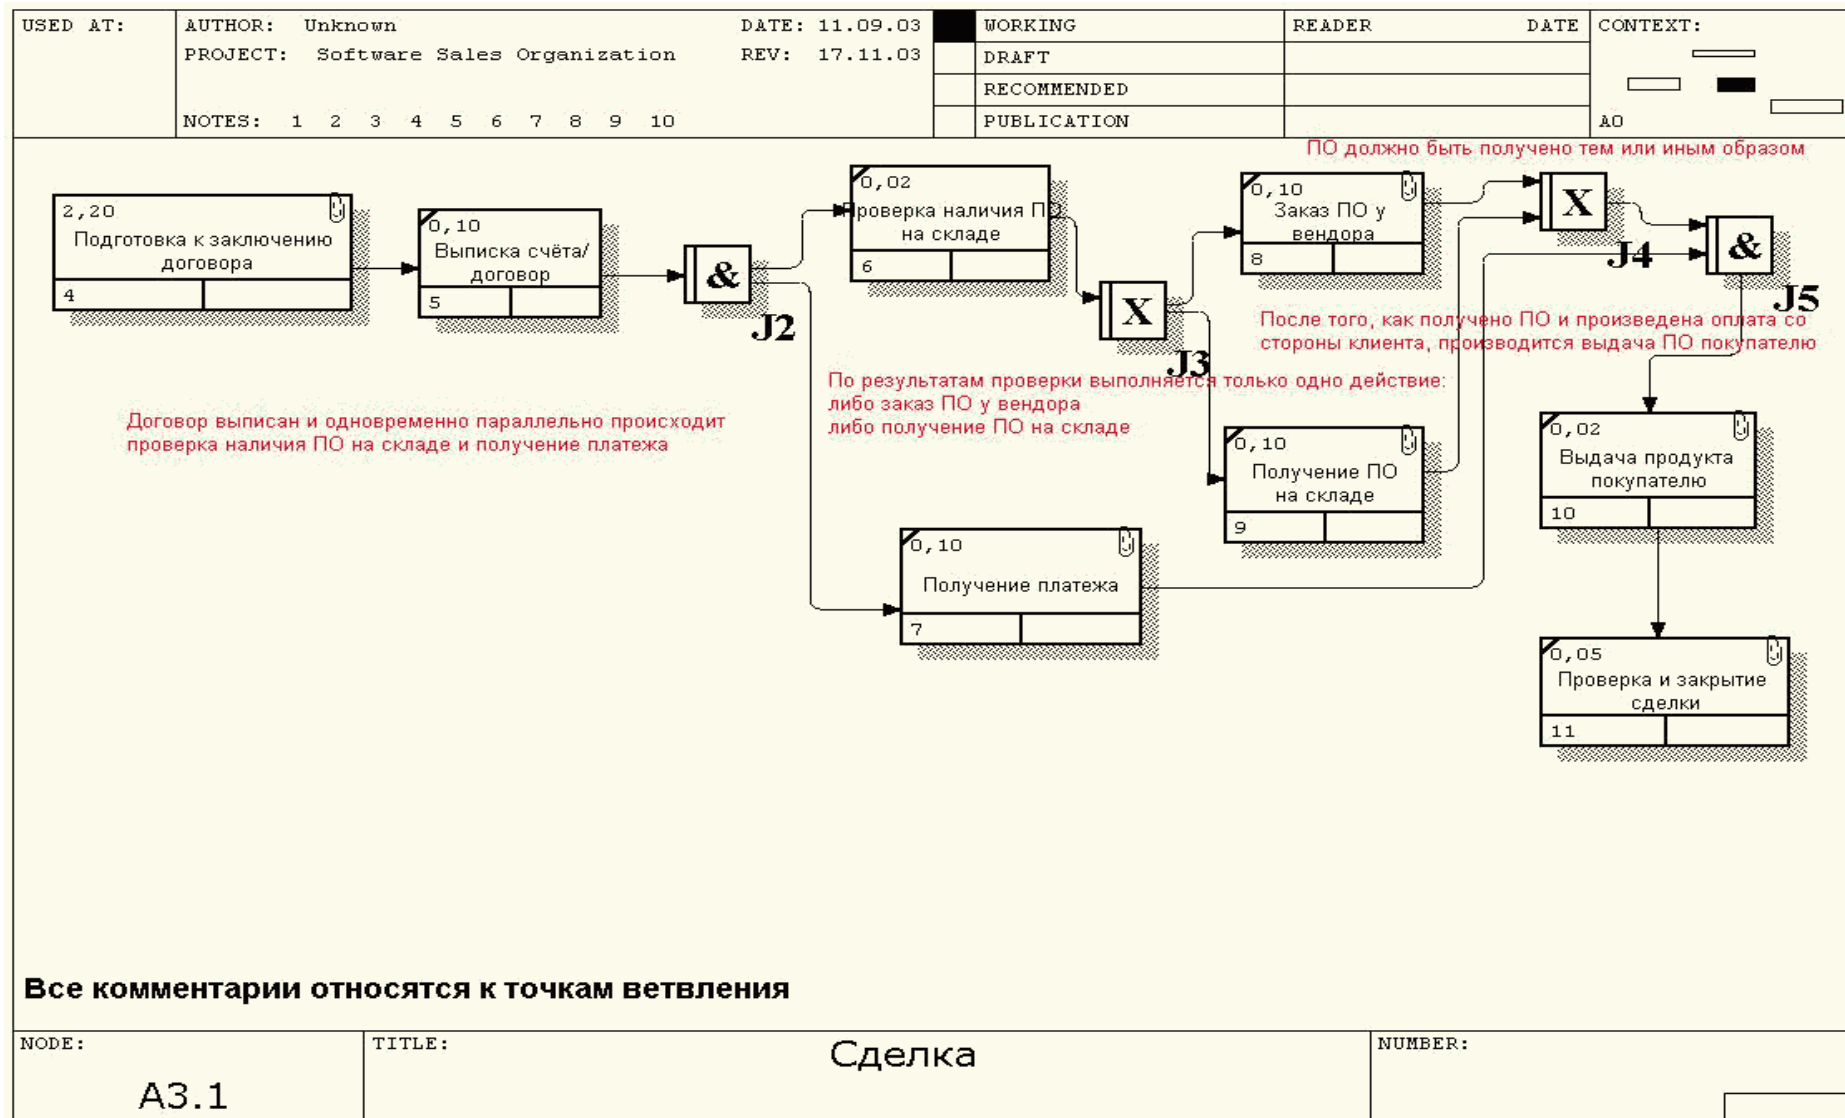 USED AT:
AUTHOR: Unknown
DATE: 11.09.03
WORKING
READER
DATE
CONTEXT:
PROJECT: Software Sales Organization
REV: 17.11.03
DRAFT
RECOMMENDED
NOTES: 1 2 3 4 5 6 7 8 9 10
PUBLICATION
A0
ПО должно быть получено тем или иным образом
2,20
Подготовка к заключению
договора
4
0,10
Выписка счёта/
договор
5
&
J2
0,02
Проверка наличия ПО
на складе
6
X
J3
0,10
Заказ ПО у
вендора
8
X
J4
&
J5
После того, как получено ПО и произведена оплата со
стороны клиента, производится выдача ПО покупателю
По результатам проверки выполняется только одно действие:
либо заказ ПО у вендора
либо получение ПО на складе
Договор выписан и одновременно параллельно происходит
проверка наличия ПО на складе и получение платежа
0,10
Получение ПО
на складе
9
0,02
Выдача продукта
покупателю
10
0,10
Получение платежа
7
0,05
Проверка и закрытие
сделки
11
Все комментарии относятся к точкам ветвления
NODE:
A3.1
TITLE:
Сделка
NUMBER: